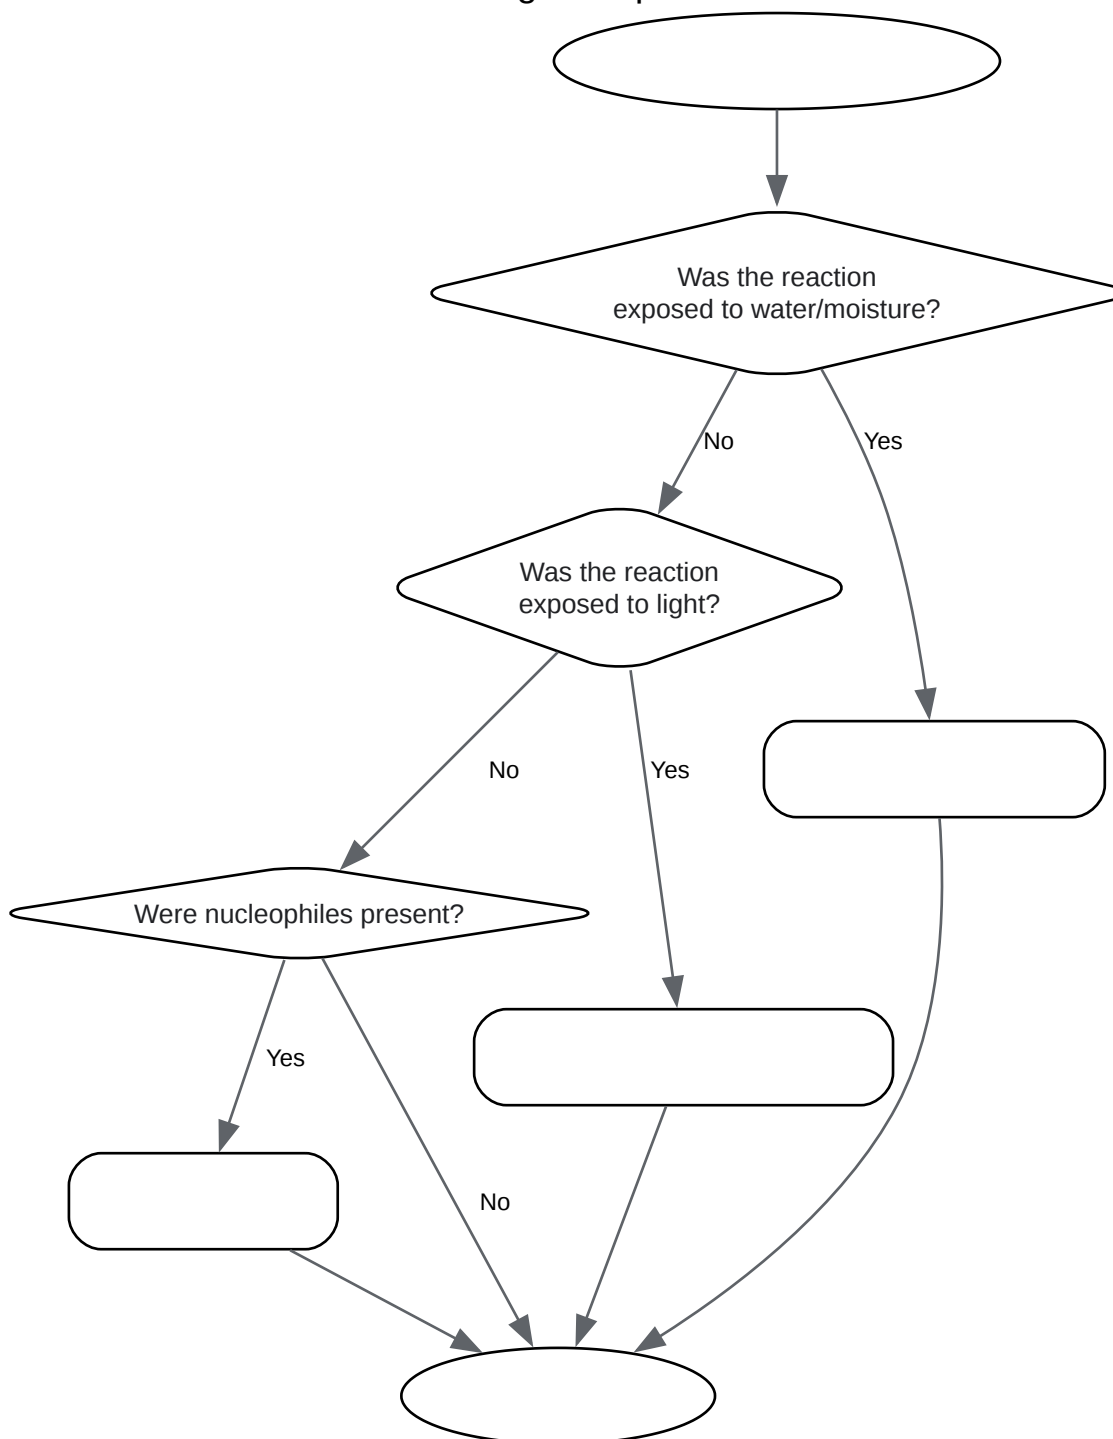 Was the reaction
exposed to water/moisture?
No
Yes
Was the reaction
exposed to light?
No
Yes
Were nucleophiles present?
Yes
No